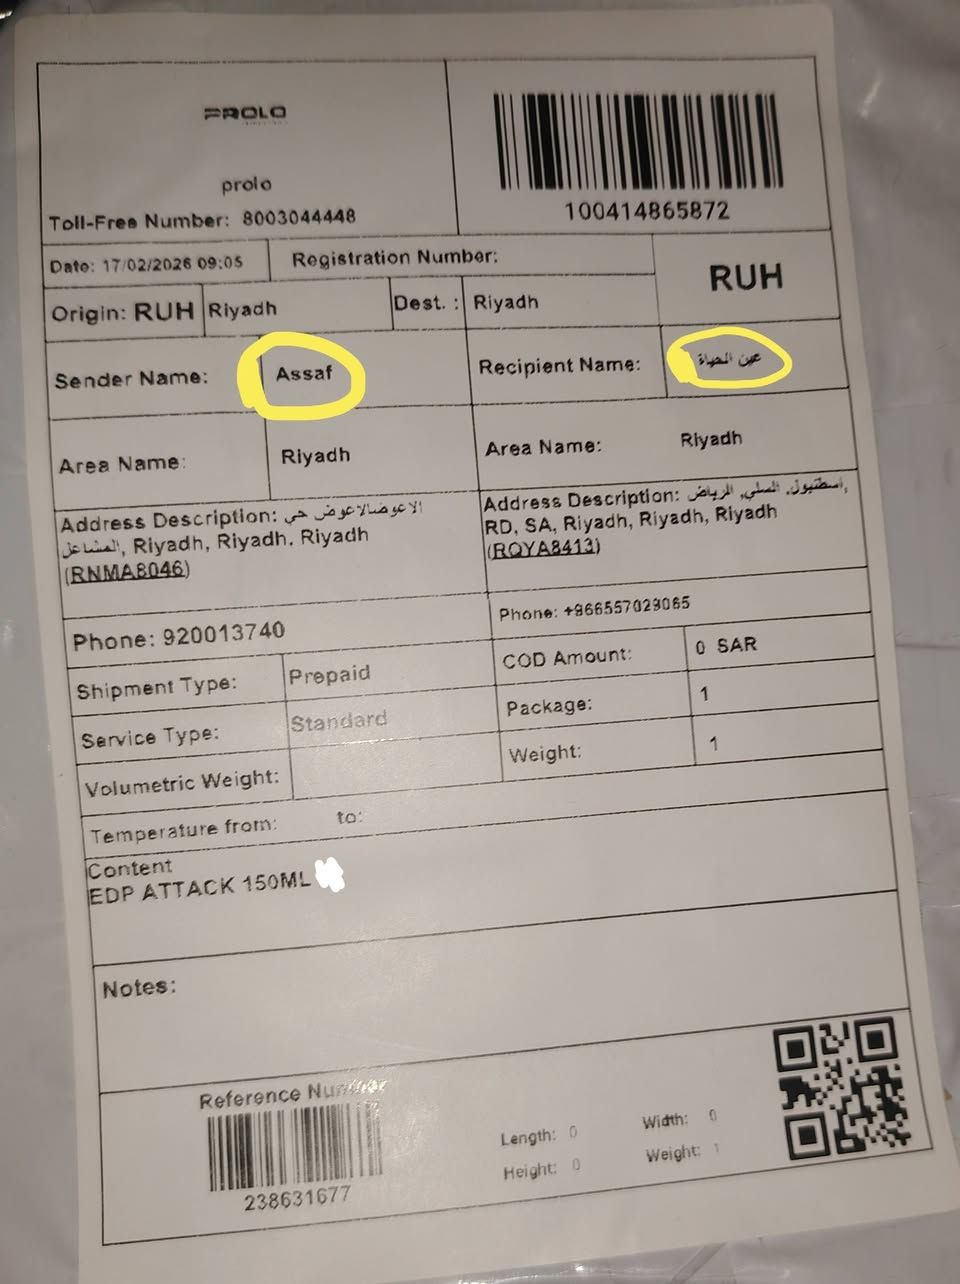 PROLO
prolo
Toll-Free Number: 8003044448
100414865872
Date: 17/02/2026 09:05
Registration Number:
RUH
Origin: RUH Riyadh Dest. : Riyadh
Sender Name: Assaf
Recipient Name: عين الحياة
Area Name: Riyadh
Area Name: Riyadh
Address Description: الاعوضالاعوض حي
المشاعل, Riyadh, Riyadh, Riyadh
(RNMA8046)
Address Description: اسطنبول, السلي, الرياض,
RD, SA, Riyadh, Riyadh, Riyadh
(RQYA8413)
Phone: 920013740
Phone: +966557029065
Shipment Type: Prepaid
COD Amount: 0 SAR
Service Type: Standard
Package: 1
Volumetric Weight:
Weight: 1
Temperature from: to:
Content
EDP ATTACK 150ML
Notes:
Reference Number
238631677
Length: 0 Width: 0
Height: 0 Weight: 1